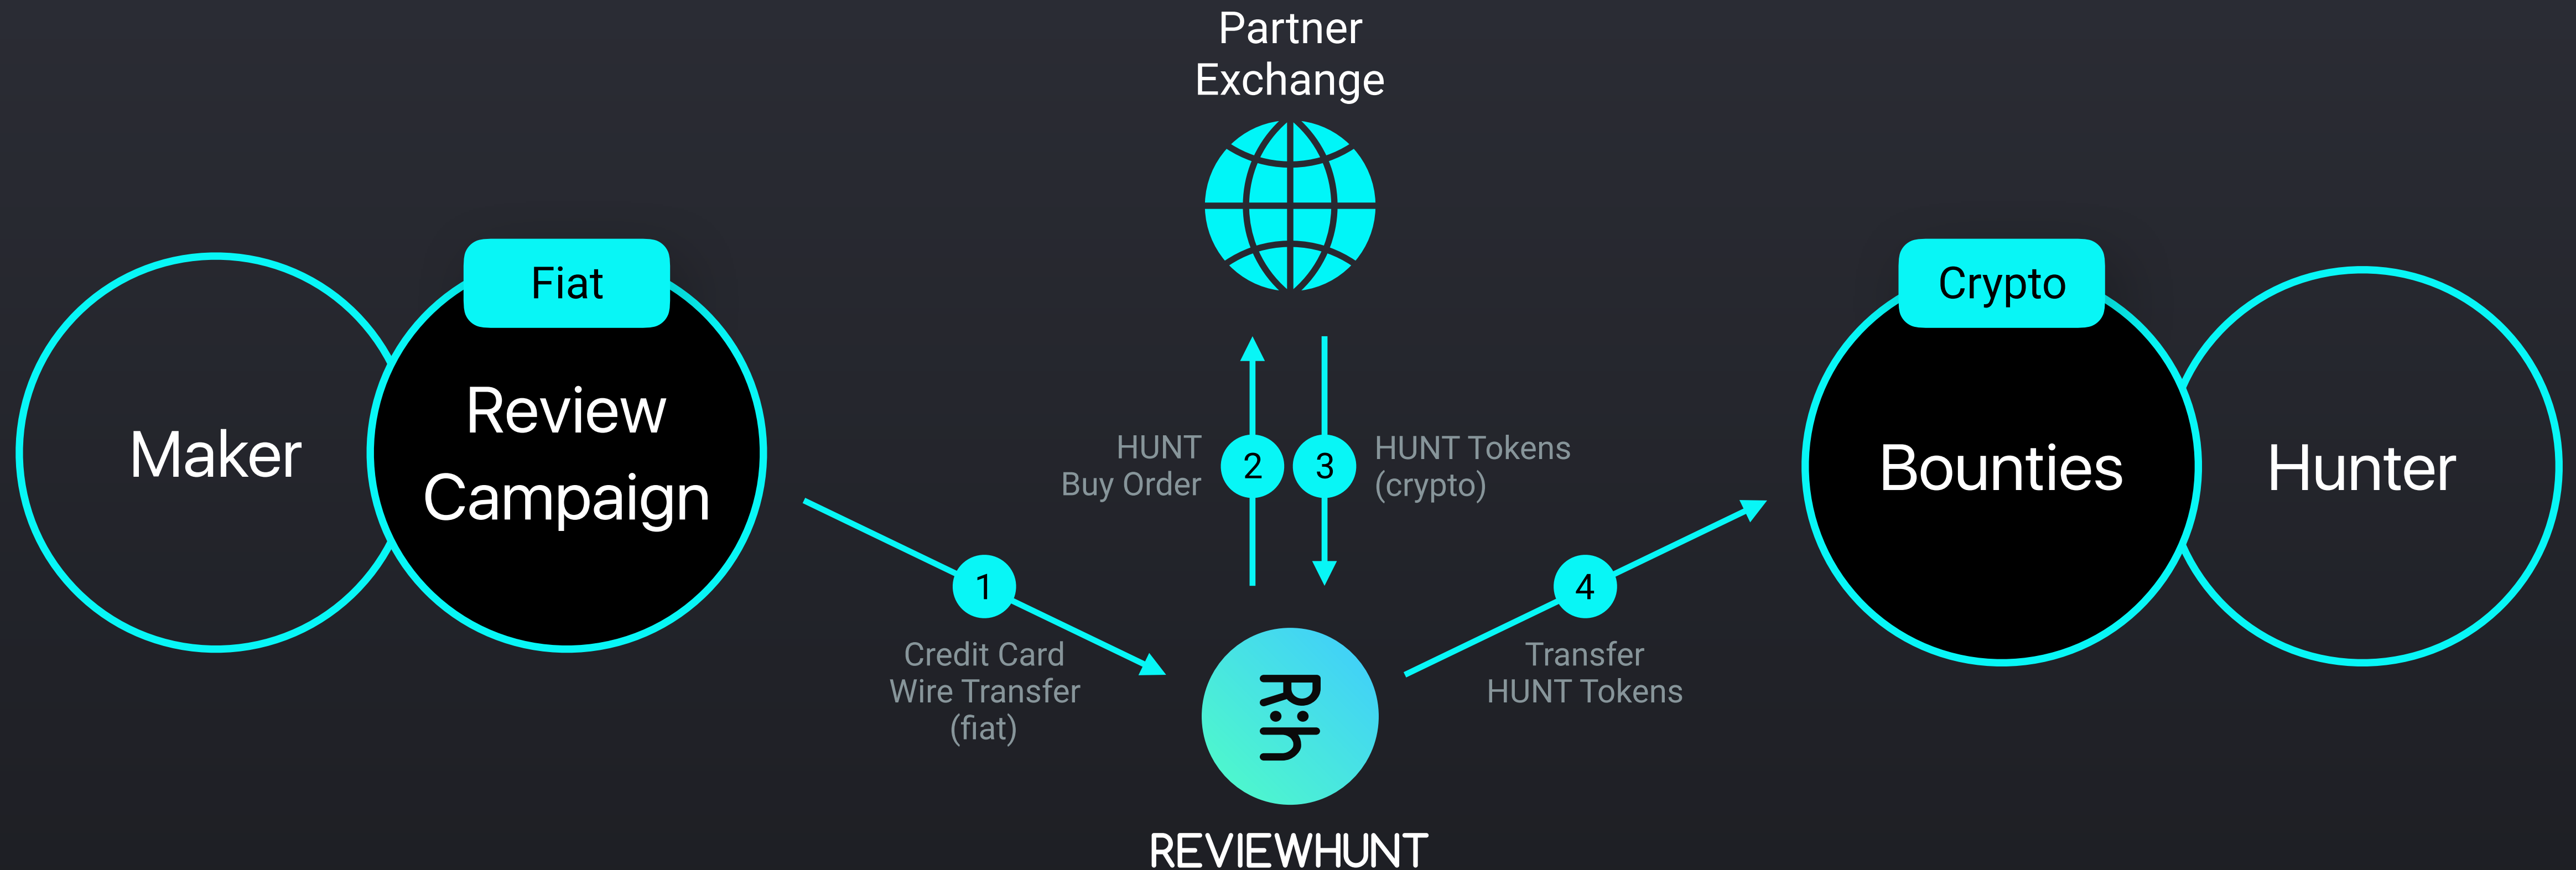 Partner
Exchange
Fiat
Maker
Review
Campaign
1
Credit Card
Wire Transfer
(fiat)
HUNT
Buy Order
2
3
HUNT Tokens
(crypto)
R:h
REVIEWHUNT
4
Transfer
HUNT Tokens
Crypto
Bounties
Hunter